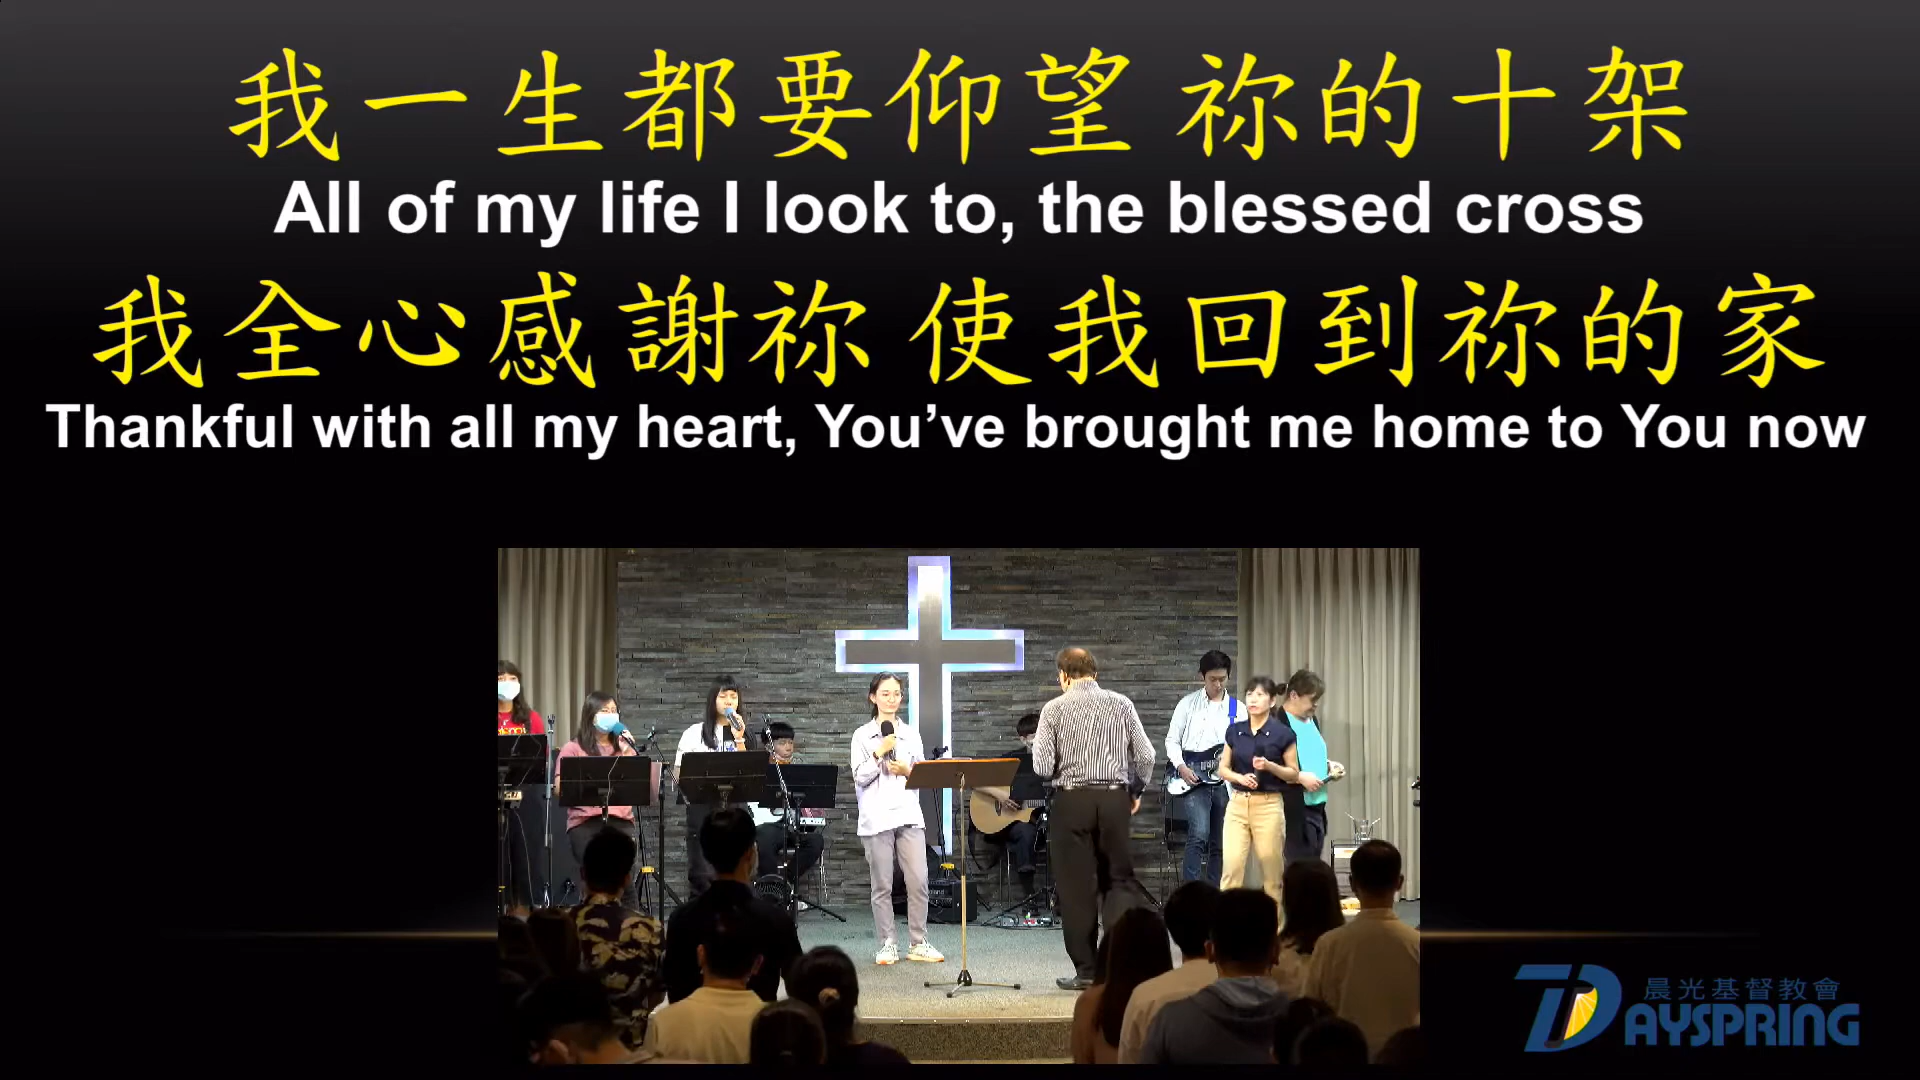 我一生都要仰望 祢的十架
All of my life I look to, the blessed cross
我全心感謝祢 使我回到祢的家
Thankful with all my heart, You’ve brought me home to You now
晨光基督教會
DAYSPRING